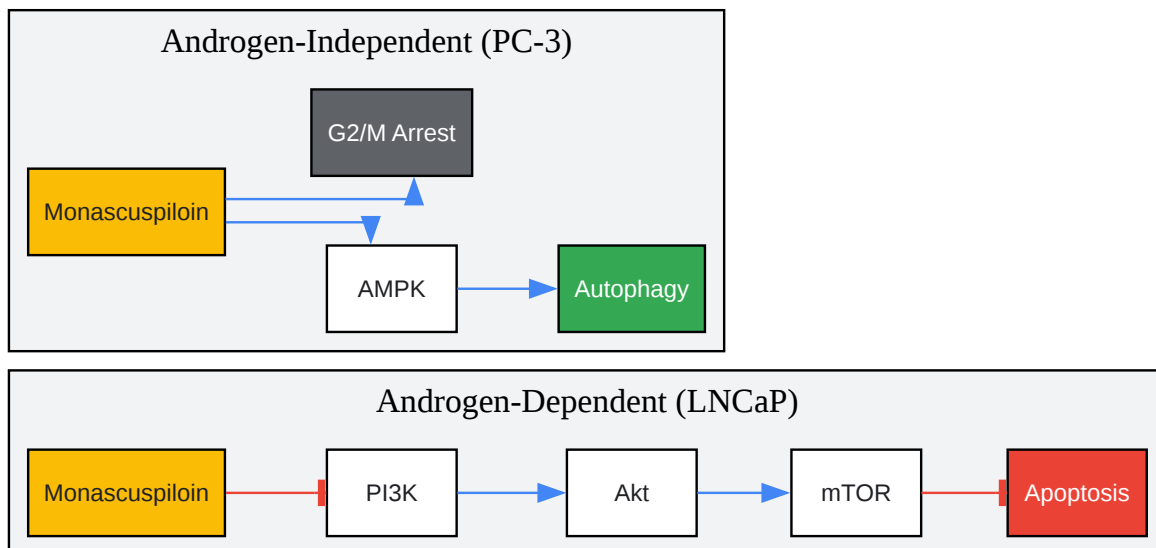 Androgen-Independent (PC-3)
G2/M Arrest
Monascuspiloin
AMPK
Autophagy
Androgen-Dependent (LNCaP)
Monascuspiloin
PI3K
Akt
mTOR
Apoptosis